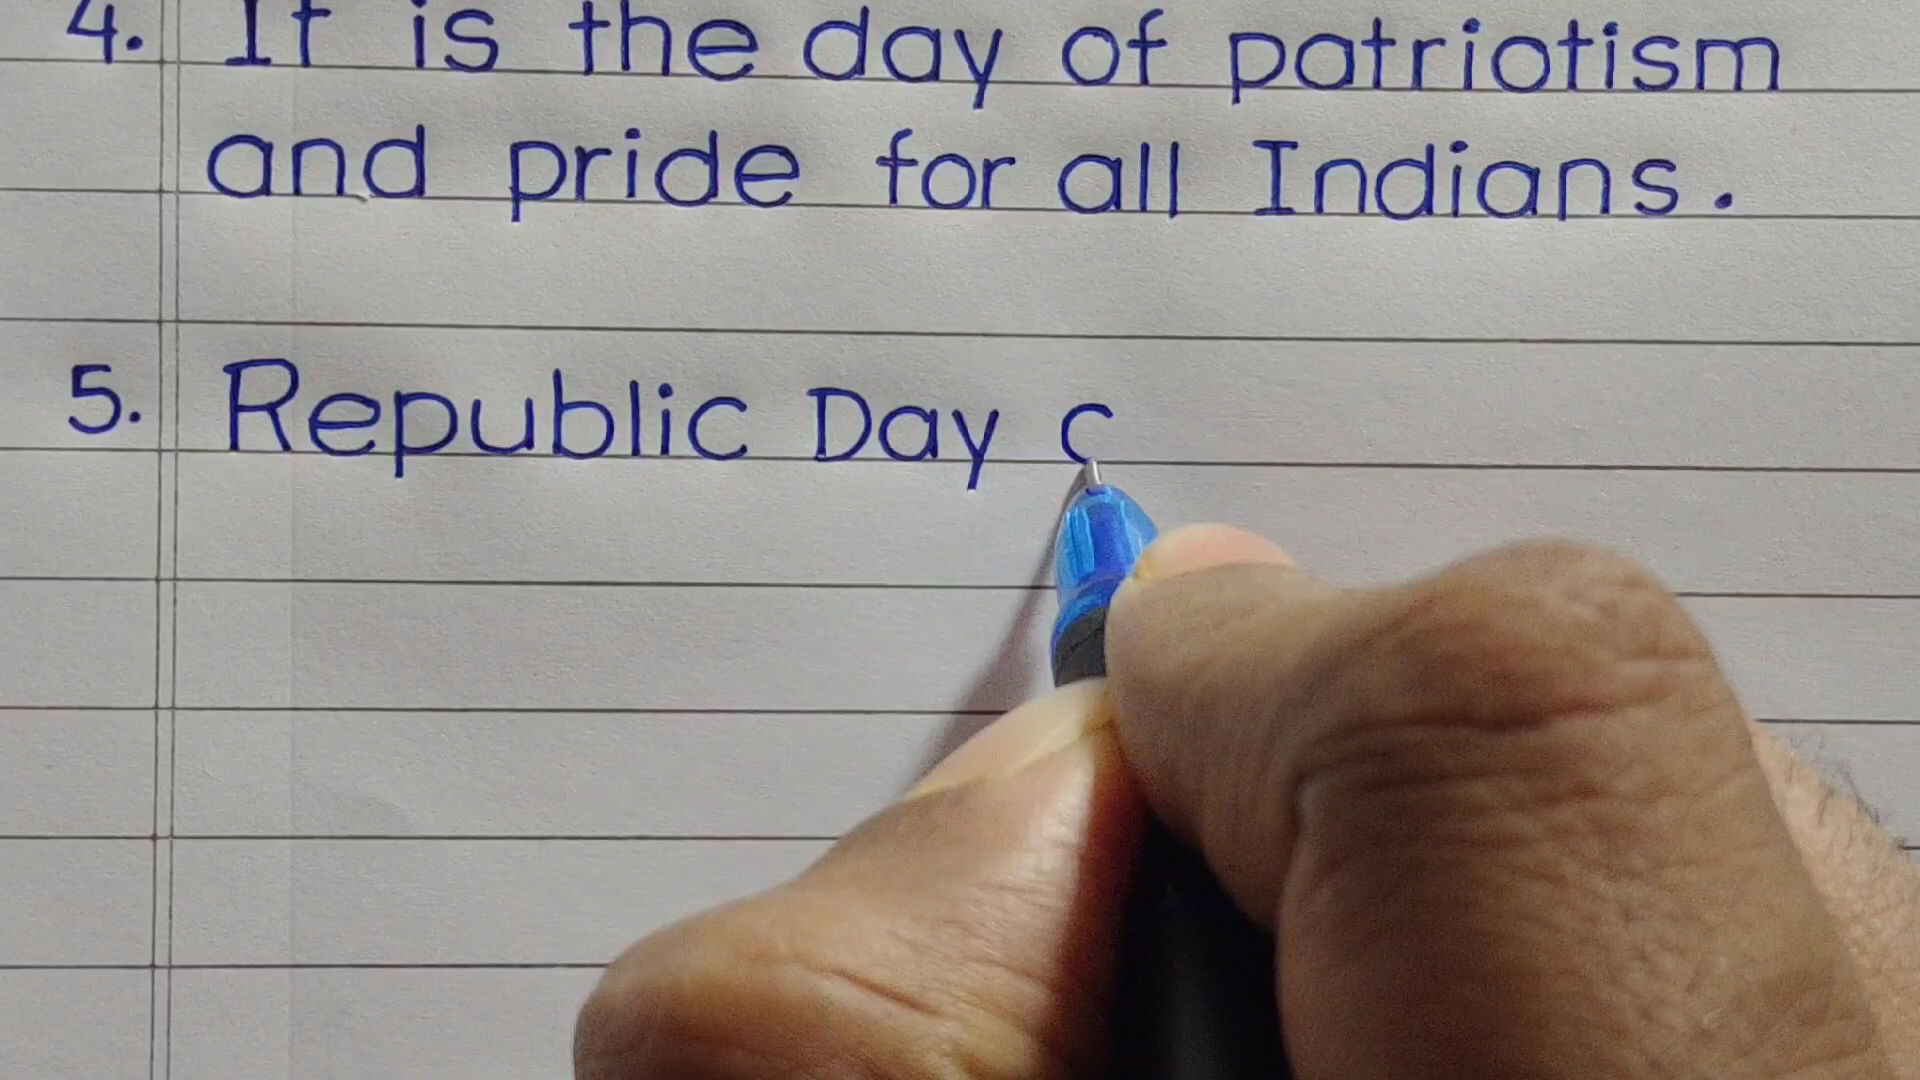 4. It is the day of patriotism
and pride for all Indians.
5. Republic Day c